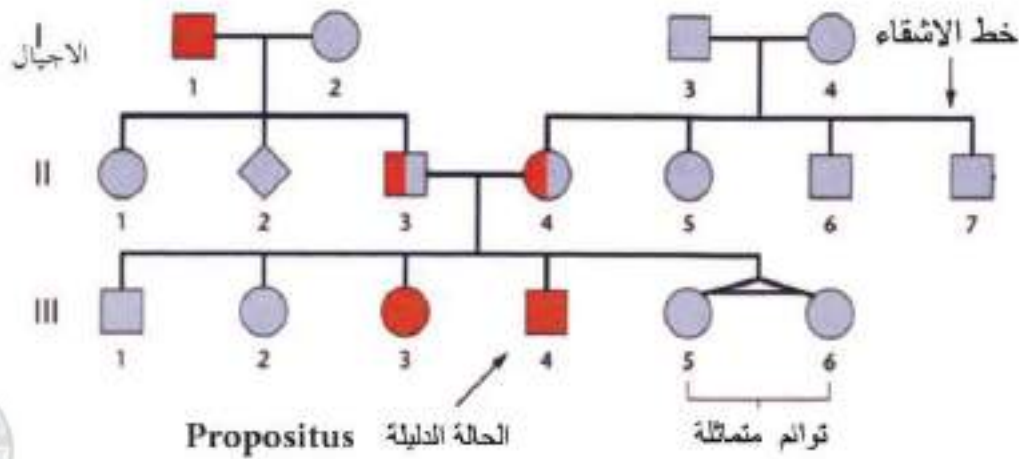 I
الاجيال
خط الاشقاء
1 2 3 4
II
1 2 3 4 5 6 7
III
1 2 3 4 5 6
Propositus الحالة الدليلة
توائم متماثلة